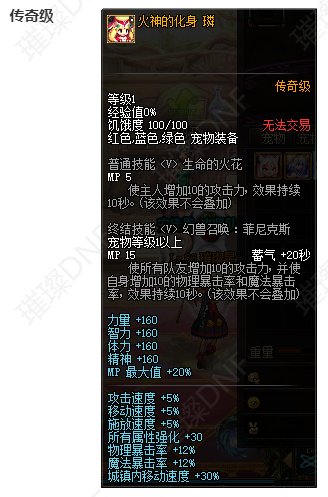 传奇级
火神的化身 璘
传奇级
等级1
经验值0%
饥饿度 100/100 无法交易
红色,蓝色,绿色 宠物装备
普通技能 <V> 生命的火花
MP 5
使主人增加10的攻击力,效果持续
10秒。(该效果不会叠加)
终结技能 <V> 幻兽召唤:菲尼克斯
宠物等级1以上
MP 15 蓄气 +20秒
使所有队友增加10的攻击力,并使
自身增加10的物理暴击率和魔法暴击
率,效果持续10秒。(该效果不会叠加)
力量 +160
智力 +160
体力 +160
精神 +160
MP 最大值 +20%
攻击速度 +5%
移动速度 +5%
施放速度 +5%
所有属性强化 +30
物理暴击率 +12%
魔法暴击率 +12%
城镇内移动速度 +30%
宠物
重量
璀璨DNF